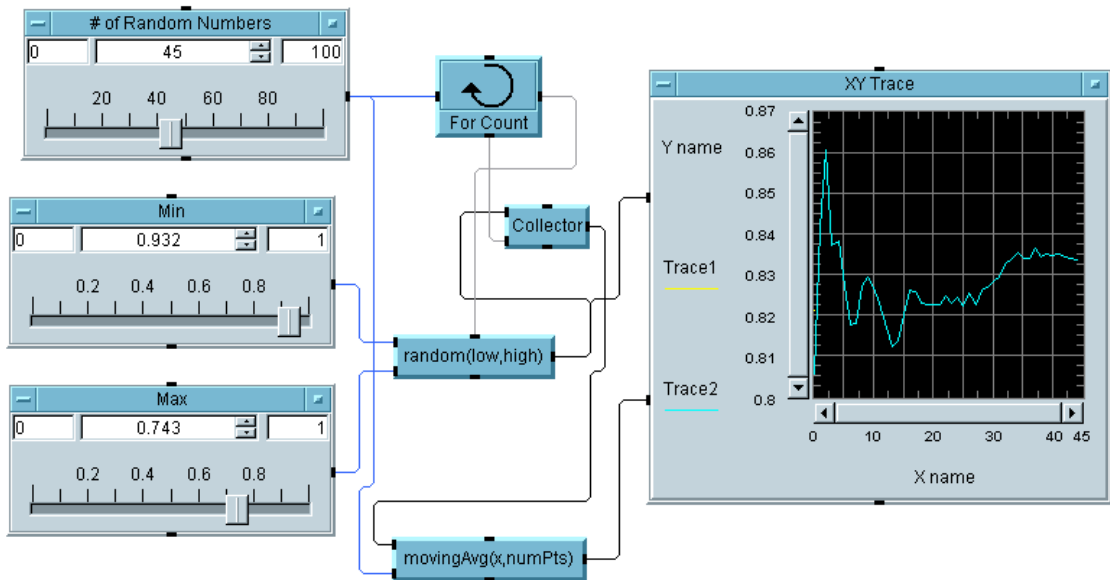 # of Random Numbers
0 45 100
20 40 60 80
For Count
Min
0 0.932 1
0.2 0.4 0.6 0.8
Collector
random(low,high)
Max
0 0.743 1
0.2 0.4 0.6 0.8
movingAvg(x,numPts)
XY Trace
Y name
Trace1
Trace2
0.87
0.86
0.85
0.84
0.83
0.82
0.81
0.8
0 10 20 30 40 45
X name